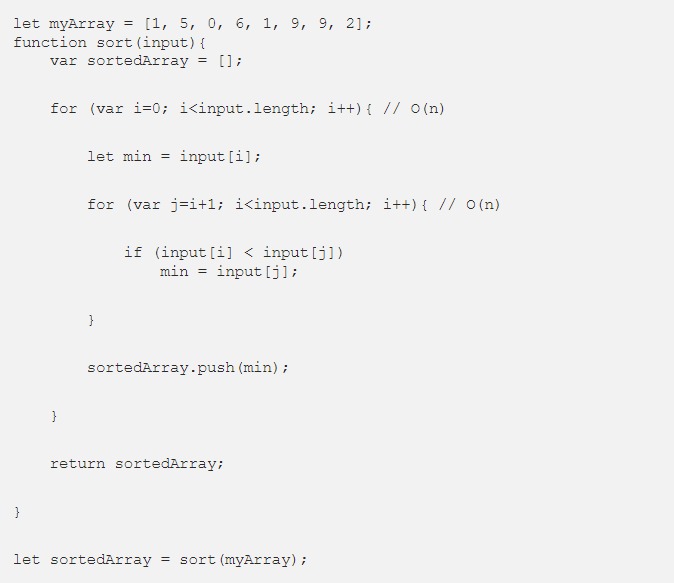 let myArray = [1, 5, 0, 6, 1, 9, 9, 2];
function sort(input){
    var sortedArray = [];
    for (var i=0; i<input.length; i++){ // O(n)
        let min = input[i];
        for (var j=i+1; i<input.length; i++){ // O(n)
            if (input[i] < input[j])
                min = input[j];
        }
        sortedArray.push(min);
    }
    return sortedArray;
}
let sortedArray = sort(myArray);